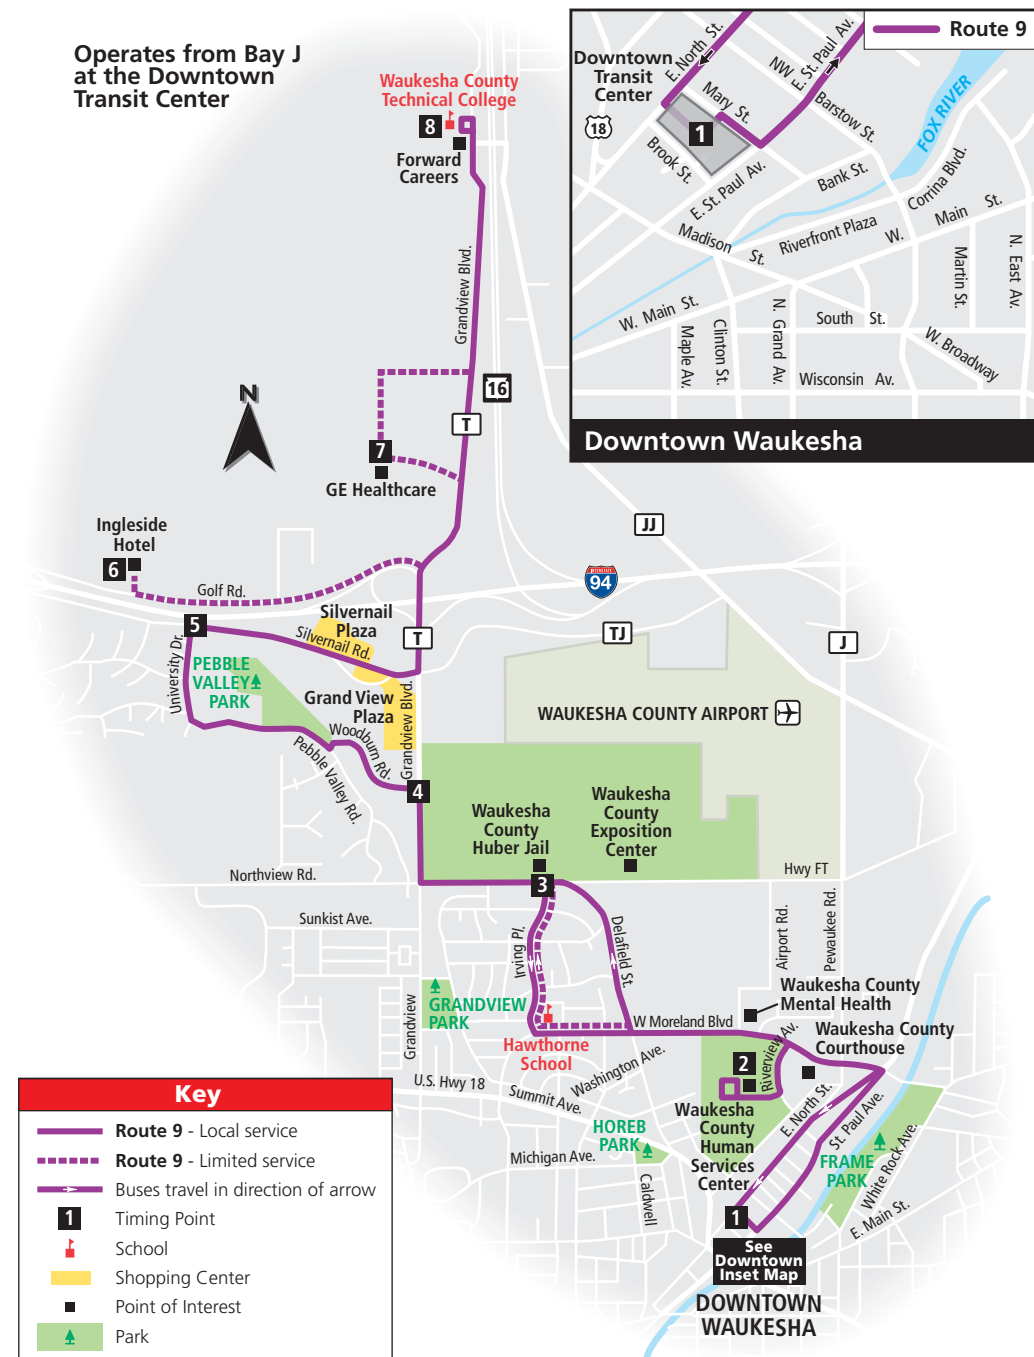 Operates from Bay J
at the Downtown
Transit Center
Waukesha County
Technical College
8
Forward
Careers
Grandview Blvd.
16
T
7
GE Healthcare
N
Ingleside
Hotel
6
Golf Rd.
JJ
INTERSTATE
94
TJ
J
5
Silvernail
Plaza
Silvernail Rd.
T
University Dr.
PEBBLE
VALLEY
PARK
Grand View
Plaza
Grandview Blvd.
Woodburn Rd.
Pebble Valley Rd.
4
WAUKESHA COUNTY AIRPORT
Waukesha
County
Huber Jail
Waukesha
County
Exposition
Center
3
Hwy FT
Northview Rd.
Sunkist Ave.
Irving Pl.
Delafield St.
Airport Rd.
Pewaukee Rd.
Grandview
GRANDVIEW
PARK
Hawthorne
School
W Moreland Blvd
Waukesha County
Mental Health
Waukesha County
Courthouse
2
Riverview Av.
Washington Ave.
U.S. Hwy 18
Summit Ave.
HOREB
PARK
Michigan Ave.
Caldwell
Waukesha
County
Human
Services
Center
E. North St.
St. Paul Ave.
FRAME
PARK
White Rock Ave.
E. Main St.
1
See
Downtown
Inset Map
DOWNTOWN
WAUKESHA
Key
Route 9 - Local service
Route 9 - Limited service
Buses travel in direction of arrow
1
Timing Point
School
Shopping Center
Point of Interest
Park
Route 9
Downtown
Transit
Center
E. North St.
NW
Barstow St.
E. St. Paul Av.
Mary St.
18
1
Brook St.
E. St. Paul Av.
FOX RIVER
Bank St.
Corrina Blvd.
Madison St.
Riverfront Plaza
W. Main St.
W. Main St.
Maple Av.
Clinton St.
N. Grand Av.
South St.
Martin St.
N. East Av.
W. Broadway
Wisconsin Av.
Downtown Waukesha